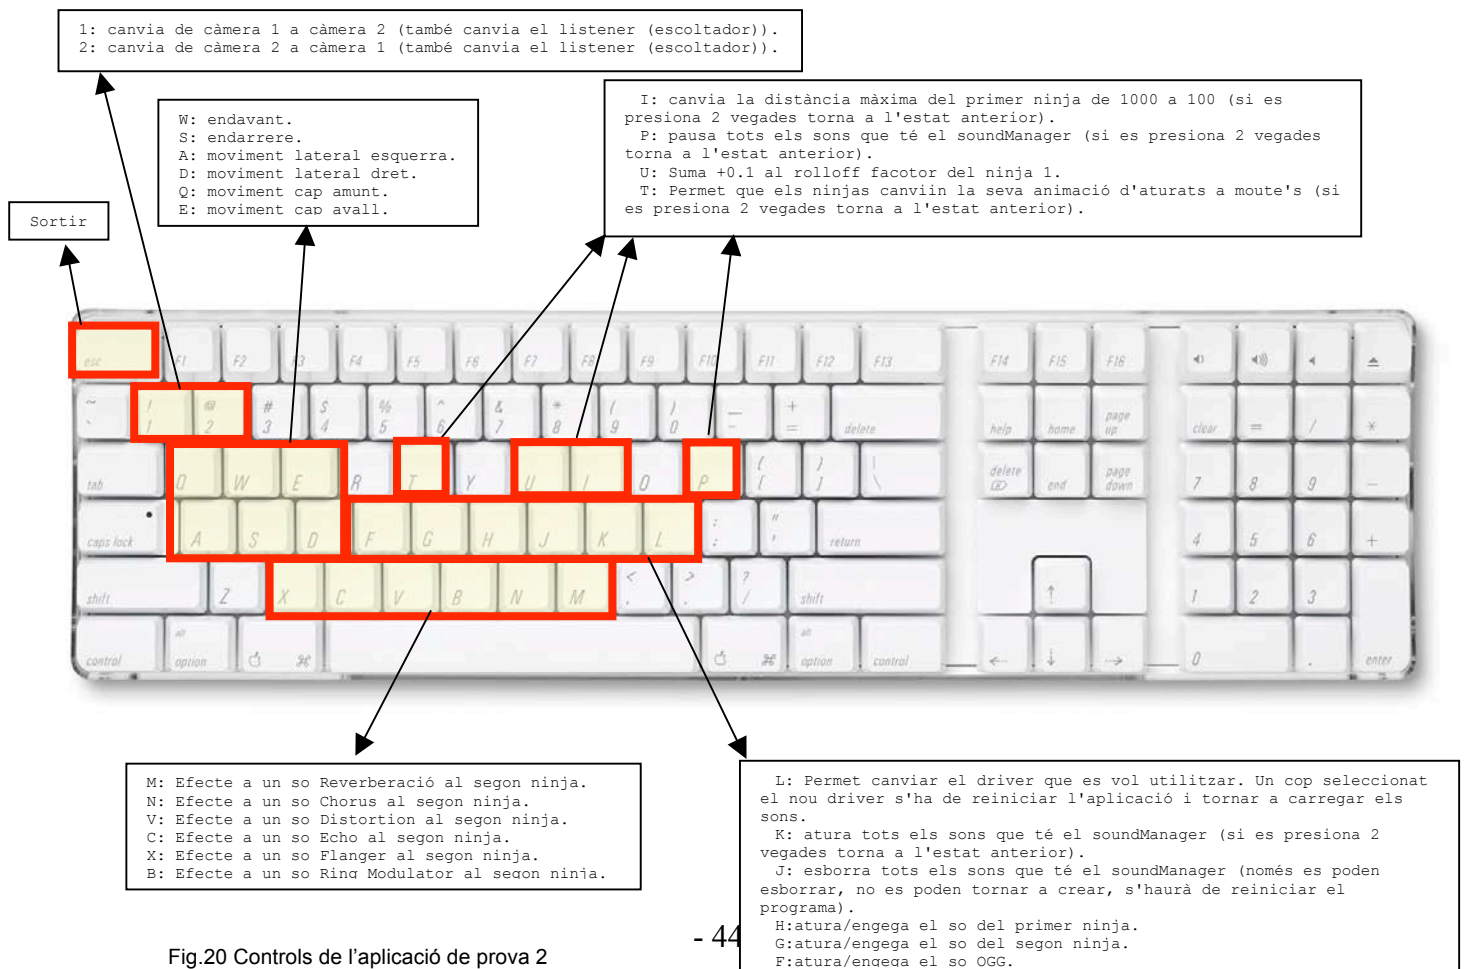 1: canvia de càmera 1 a càmera 2 (també canvia el listener (escoltador)).
2: canvia de càmera 2 a càmera 1 (també canvia el listener (escoltador)).
W: endavant.
S: endarrere.
A: moviment lateral esquerra.
D: moviment lateral dret.
Q: moviment cap amunt.
E: moviment cap avall.
I: canvia la distància màxima del primer ninja de 1000 a 100 (si es
presiona 2 vegades torna a l'estat anterior).
P: pausa tots els sons que té el soundManager (si es presiona 2 vegades
torna a l'estat anterior).
U: Suma +0.1 al rolloff facotor del ninja 1.
T: Permet que els ninjas canviin la seva animació d'aturats a moute's (si
es presiona 2 vegades torna a l'estat anterior).
Sortir
esc F1 F2 F3 F4 F5 F6 F7 F8 F9 F10 F11 F12 F13 F14 F15 F16
~ ! @ # $ % ^ & * ( ) — +
` 1 2 3 4 5 6 7 8 9 0 - = delete help home page up clear = / *
tab Q W E R T Y U I O P { [ } ] | \ delete end page down 7 8 9 —
caps lock A S D F G H J K L : ; " ' return 4 5 6 +
shift Z X C V B N M < , > . ? / shift ↑ 1 2 3
control alt option ⌘ ⌘ alt option control ← ↓ → 0 . enter
M: Efecte a un so Reverberació al segon ninja.
N: Efecte a un so Chorus al segon ninja.
V: Efecte a un so Distortion al segon ninja.
C: Efecte a un so Echo al segon ninja.
X: Efecte a un so Flanger al segon ninja.
B: Efecte a un so Ring Modulator al segon ninja.
L: Permet canviar el driver que es vol utilitzar. Un cop seleccionat
el nou driver s'ha de reiniciar l'aplicació i tornar a carregar els
sons.
K: atura tots els sons que té el soundManager (si es presiona 2
vegades torna a l'estat anterior).
J: esborra tots els sons que té el soundManager (només es poden
esborrar, no es poden tornar a crear, s'haurà de reiniciar el
programa).
H:atura/engega el so del primer ninja.
G:atura/engega el so del segon ninja.
F:atura/engega el so OGG.
- 44
Fig.20 Controls de l’aplicació de prova 2